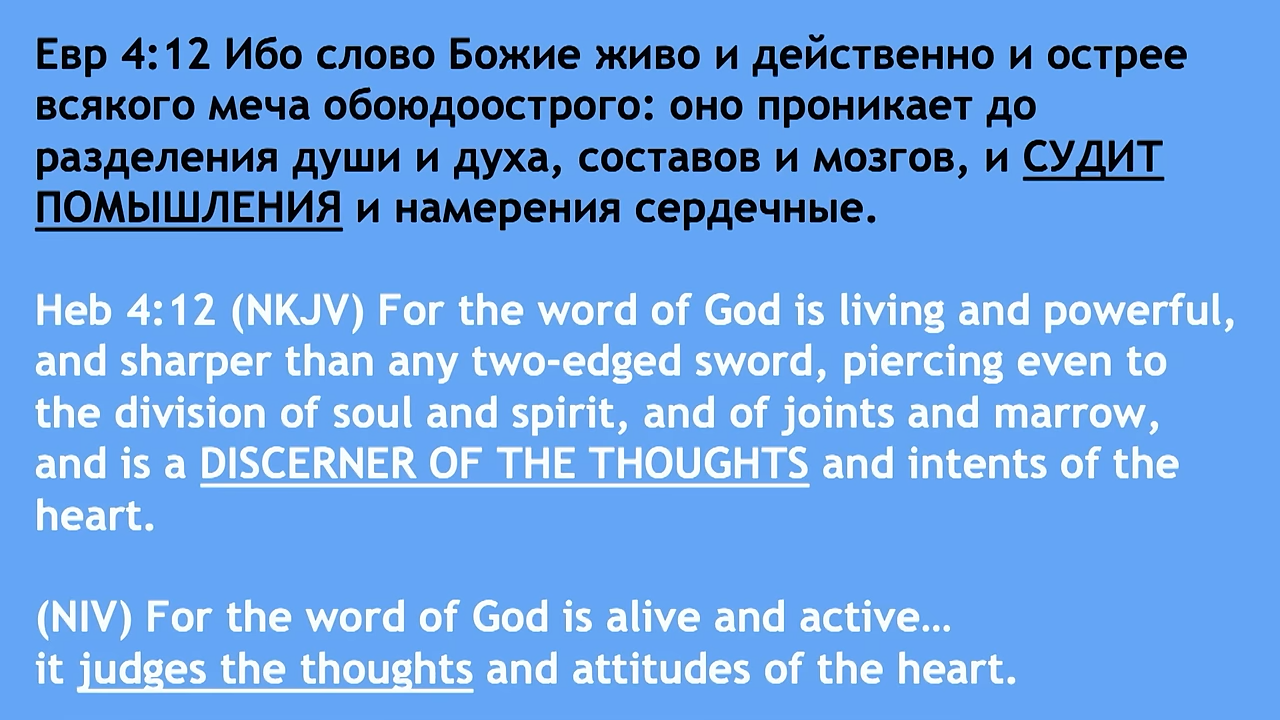 Евр 4:12 Ибо слово Божие живо и действенно и острее
всякого меча обоюдоострого: оно проникает до
разделения души и духа, составов и мозгов, и СУДИТ
ПОМЫШЛЕНИЯ и намерения сердечные.
Heb 4:12 (NKJV) For the word of God is living and powerful,
and sharper than any two-edged sword, piercing even to
the division of soul and spirit, and of joints and marrow,
and is a DISCERNER OF THE THOUGHTS and intents of the
heart.
(NIV) For the word of God is alive and active…
it judges the thoughts and attitudes of the heart.